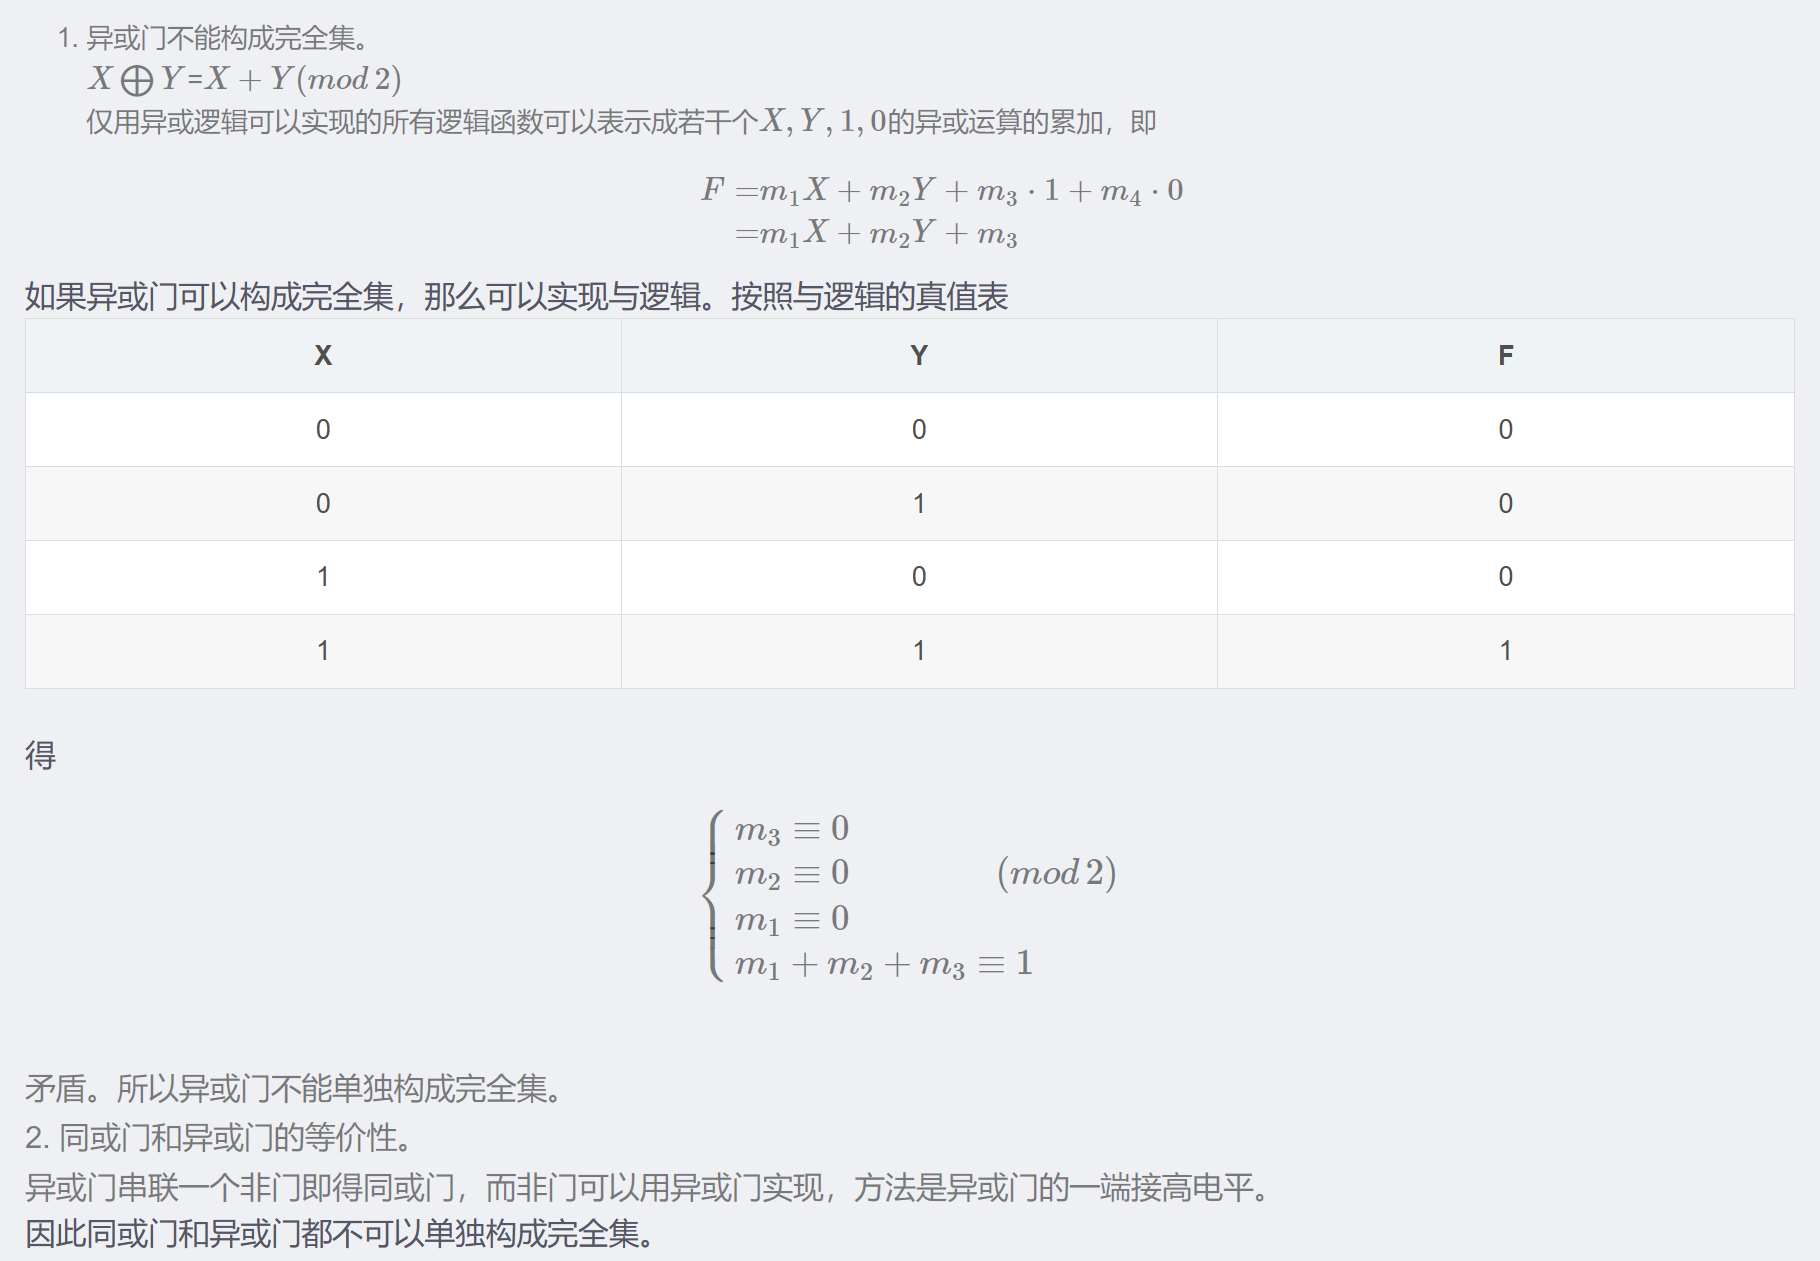 1. 异或门不能构成完全集。
X⨁Y=X + Y(mod 2)
仅用异或逻辑可以实现的所有逻辑函数可以表示成若干个X, Y, 1, 0的异或运算的累加，即
F =m₁X + m₂Y + m₃ · 1 + m₄ · 0
=m₁X + m₂Y + m₃
如果异或门可以构成完全集，那么可以实现与逻辑。按照与逻辑的真值表
X Y F
0 0 0
0 1 0
1 0 0
1 1 1
得
m₃ ≡ 0
m₂ ≡ 0 (mod 2)
m₁ ≡ 0
m₁ + m₂ + m₃ ≡ 1
矛盾。所以异或门不能单独构成完全集。
2. 同或门和异或门的等价性。
异或门串联一个非门即得同或门，而非门可以用异或门实现，方法是异或门的一端接高电平。
因此同或门和异或门都不可以单独构成完全集。